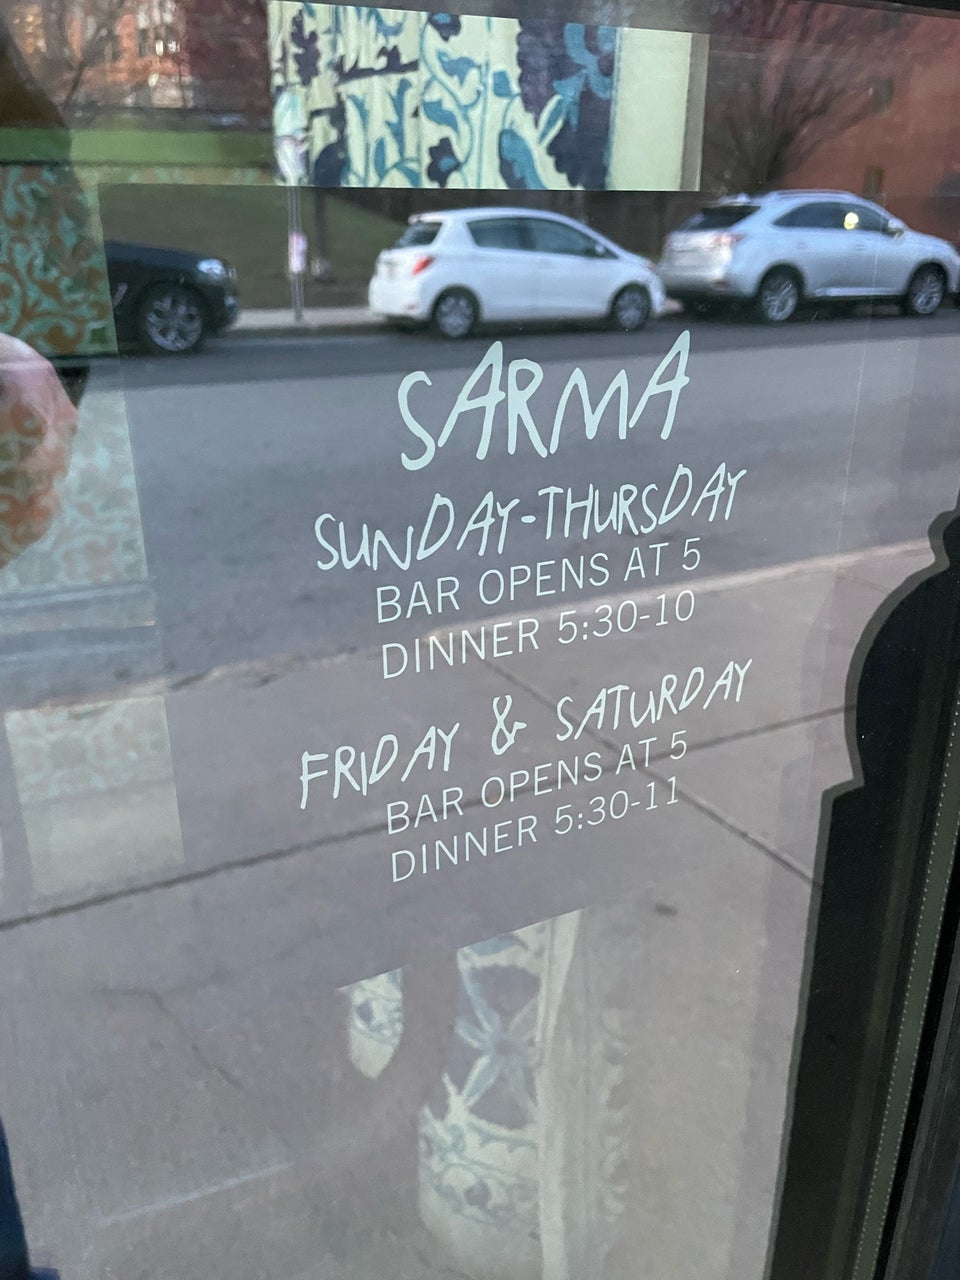 SARMA
SUNDAY-THURSDAY
BAR OPENS AT 5
DINNER 5:30-10
FRIDAY & SATURDAY
BAR OPENS AT 5
DINNER 5:30-11